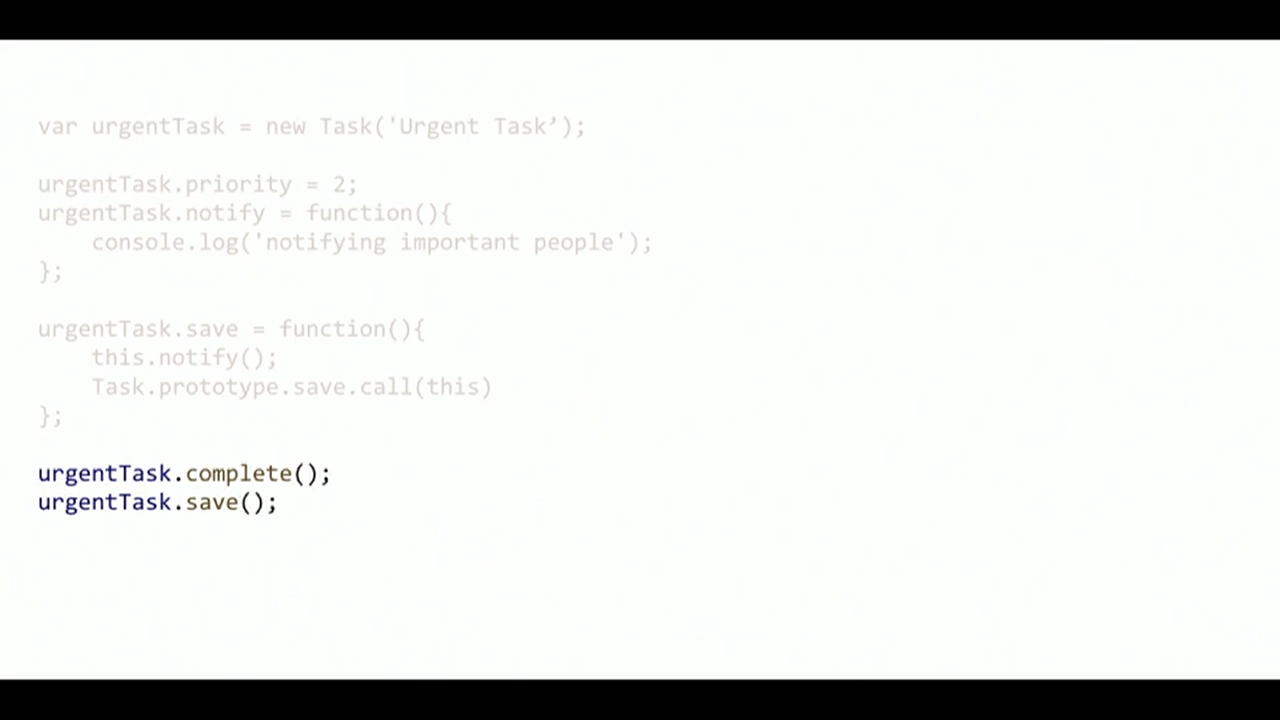 var urgentTask = new Task('Urgent Task’);
urgentTask.priority = 2;
urgentTask.notify = function(){
    console.log('notifying important people');
};
urgentTask.save = function(){
    this.notify();
    Task.prototype.save.call(this)
};
urgentTask.complete();
urgentTask.save();